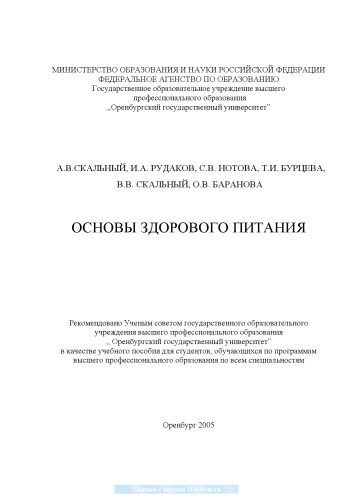 МИНИСТЕРСТВО ОБРАЗОВАНИЯ И НАУКИ РОССИЙСКОЙ ФЕДЕРАЦИИ
ФЕДЕРАЛЬНОЕ АГЕНСТВО ПО ОБРАЗОВАНИЮ
Государственное образовательное учреждение высшего
профессионального образования
„Оренбургский государственный университет”
А.В.СКАЛЬНЫЙ, И.А. РУДАКОВ, С.В. НОТОВА, Т.И. БУРЦЕВА,
В.В. СКАЛЬНЫЙ, О.В. БАРАНОВА
ОСНОВЫ ЗДОРОВОГО ПИТАНИЯ
Рекомендовано Ученым советом государственного образовательного
учреждения высшего профессионального образования
„ Оренбургский государственный университет”
в качестве учебного пособия для студентов, обучающихся по программам
высшего профессионального образования по всем специальностям
Оренбург 2005